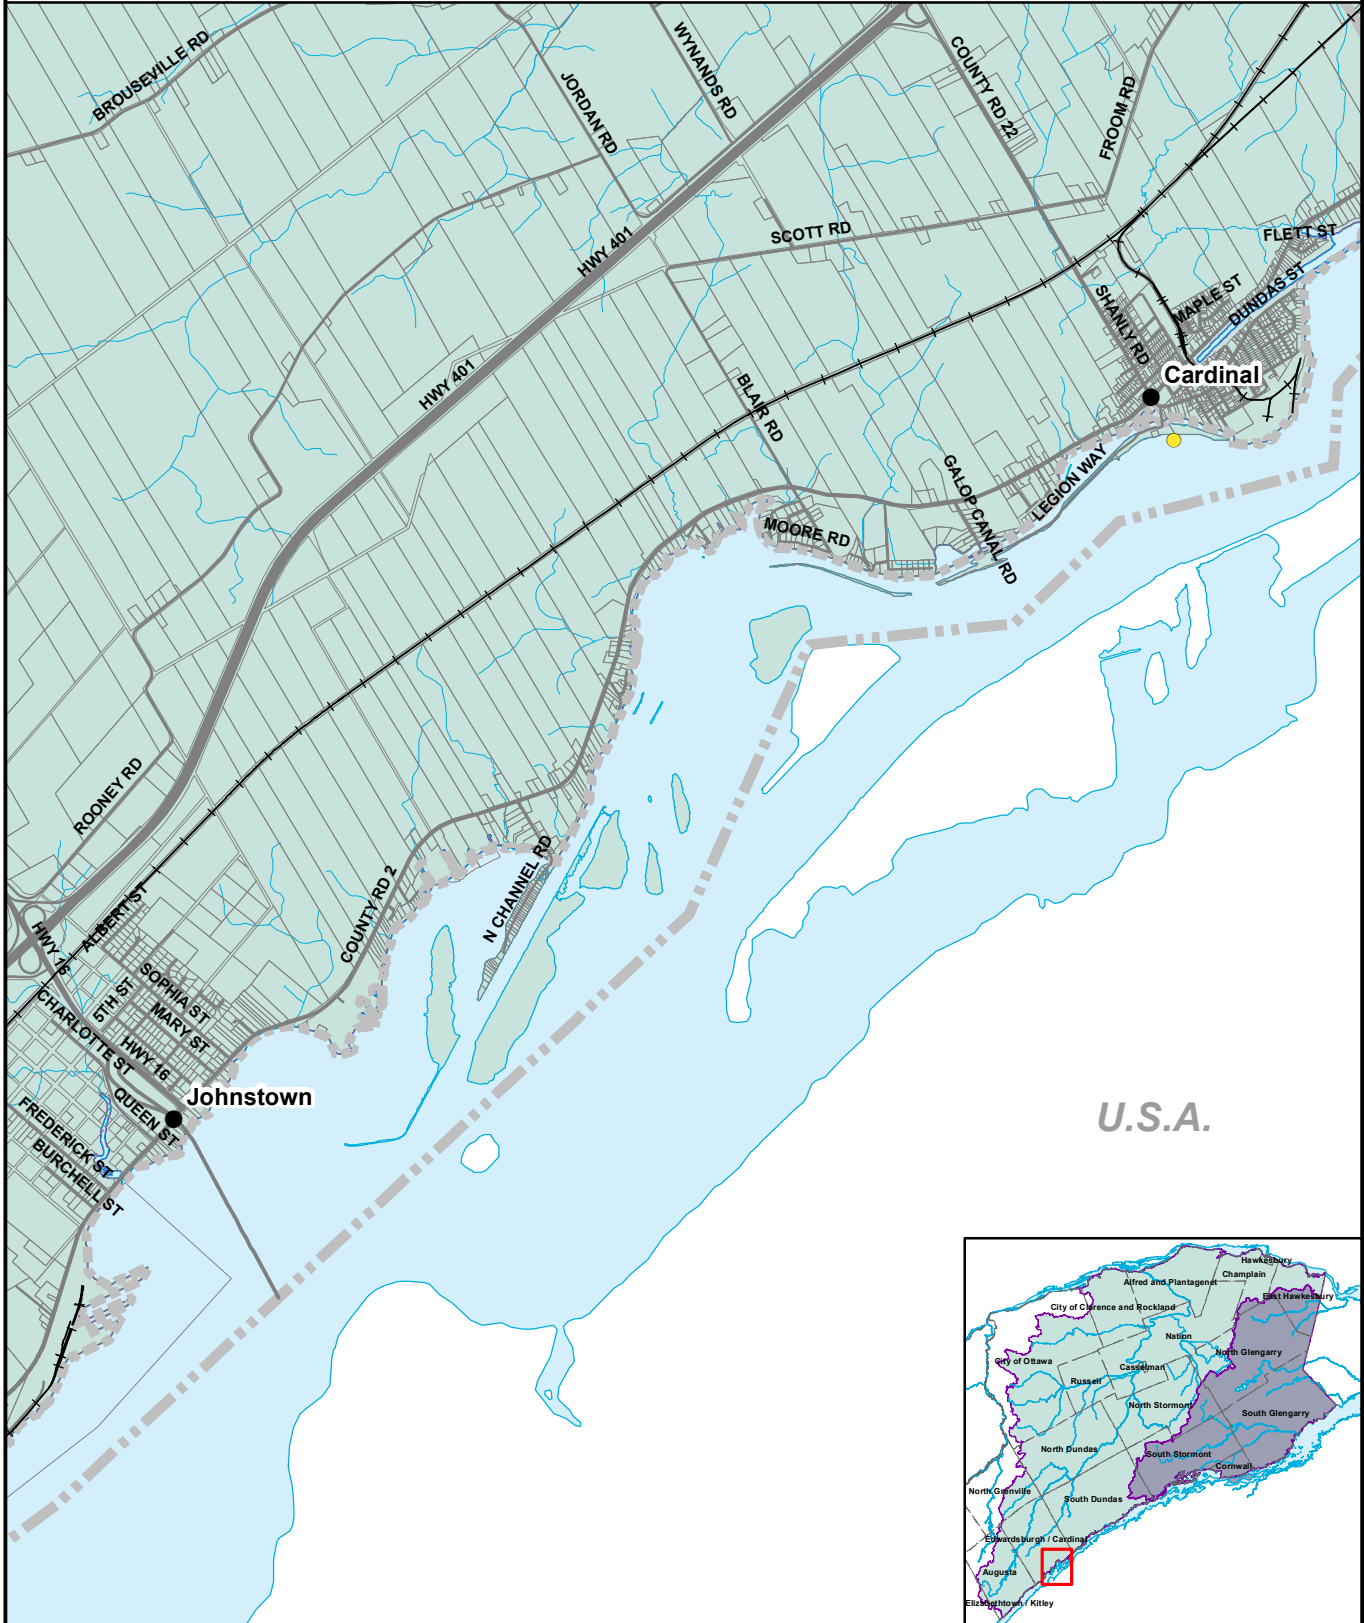 BROUSEVILLE RD
JORDAN RD
WYNANDS RD
COUNTY RD 22
FROOM RD
HWY 401
SCOTT RD
FLETT ST
MAPLE ST
DUNDAS ST
SHANLY RD
Cardinal
HWY 401
BLAIR RD
LEGION WAY
GALOP CANAL RD
MOORE RD
ROONEY RD
N CHANNEL RD
COUNTY RD 2
ALBERT ST
HWY 16
SOPHIA ST
5TH ST
MARY ST
CHARLOTTE ST
HWY 16
Johnstown
QUEEN ST
FREDERICK ST
BURCHELL ST
U.S.A.
Hawkesbury
Champlain
Alfred and Plantagenet
East Hawkesbury
City of Clarence and Rockland
Nation
North Glengarry
City of Ottawa
Casselman
Russell
North Stormont
South Glengarry
North Dundas
South Stormont
Cornwall
North Grenville
South Dundas
Edwardsburgh / Cardinal
Augusta
Elizabethtown / Kitley